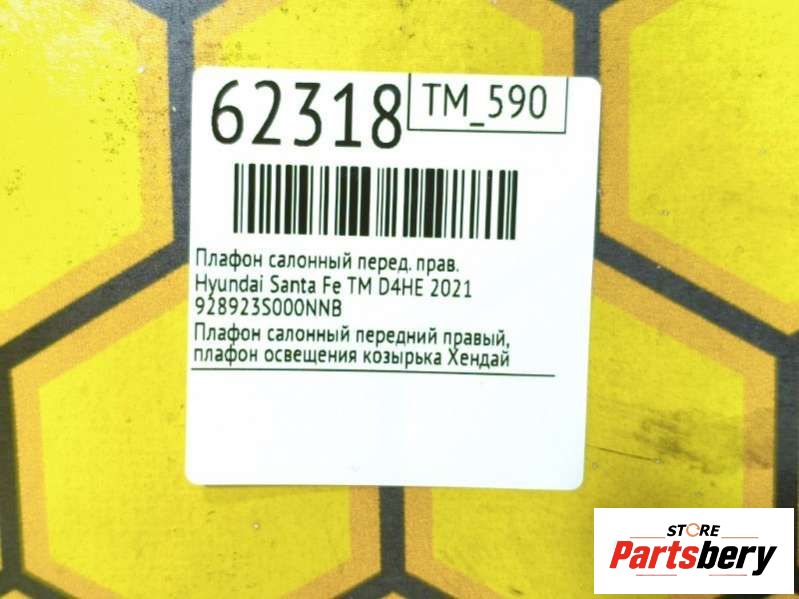 62318
TM_590
Плафон салонный перед. прав.
Hyundai Santa Fe TM D4HE 2021
928923S000NNB
Плафон салонный передний правый,
плафон освещения козырька Хендай
STORE
Partsbery